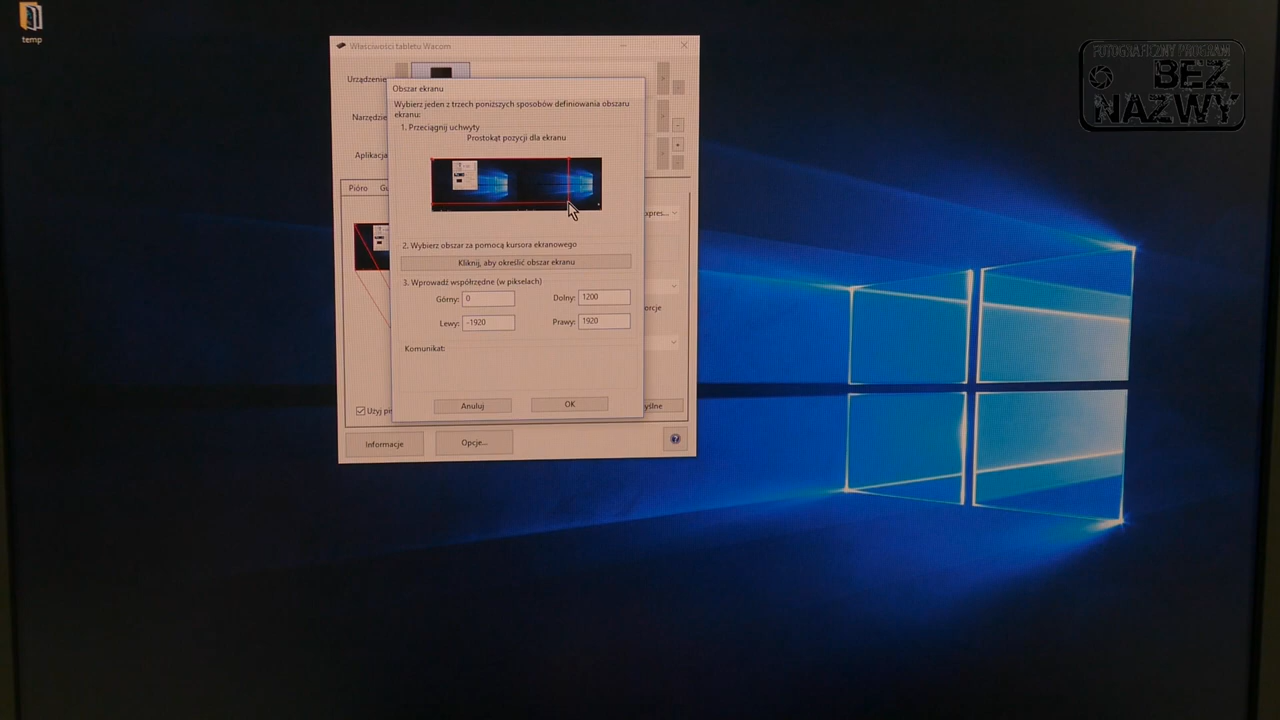 temp
FOTOGRAFICZNY PROGRAM
BEZ
NAZWY
Właściwości tabletu Wacom
Urządzenie
Narzędzie
Aplikacja
Pióro
Obszar ekranu
Wybierz jeden z trzech poniższych sposobów definiowania obszaru
ekranu:
1. Przeciągnij uchwyty
Prostokąt pozycji dla ekranu
2. Wybierz obszar za pomocą kursora ekranowego
Kliknij, aby określić obszar ekranu
3. Wprowadź współrzędne (w pikselach)
Górny: 0
Dolny: 1200
Lewy: -1920
Prawy: 1920
Komunikat:
Anuluj
OK
Użyj
Informacje
Opcje...
?